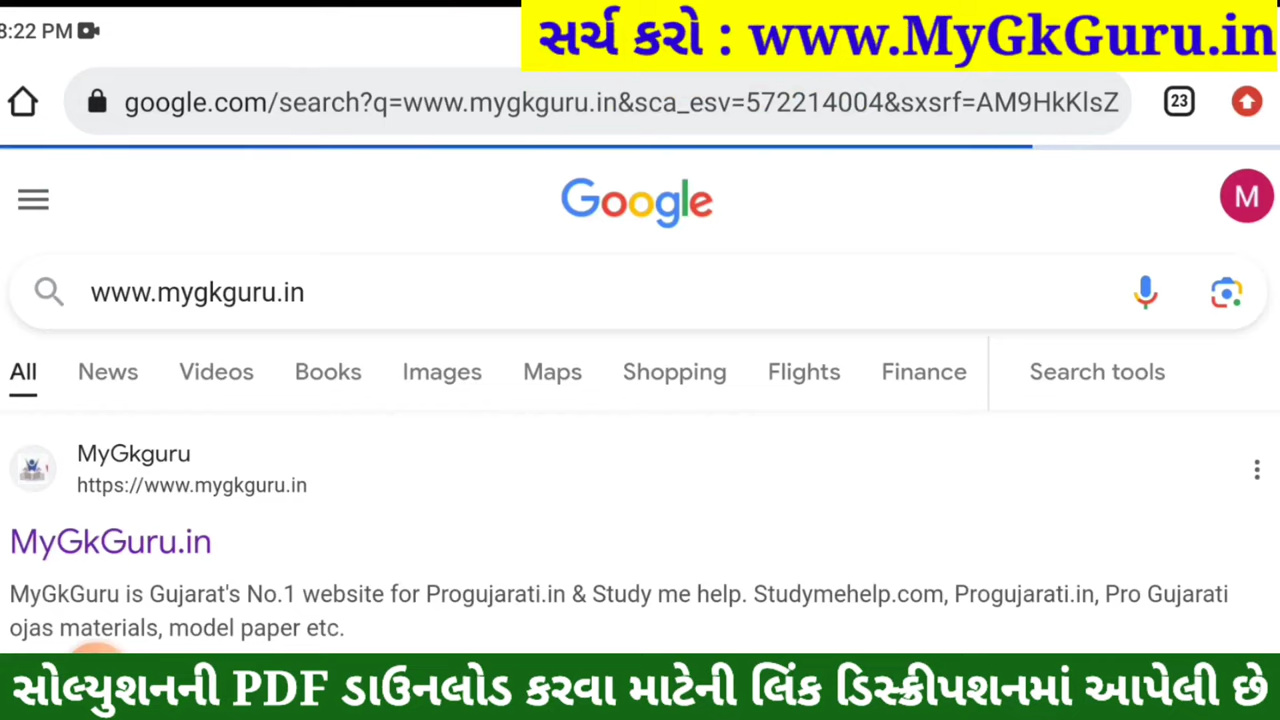 8:22 PM
સર્ચ કરો : www.MyGkGuru.in
google.com/search?q=www.mygkguru.in&sca_esv=572214004&sxsrf=AM9HkKlsZ
23
Google
M
www.mygkguru.in
All News Videos Books Images Maps Shopping Flights Finance Search tools
MyGkguru
https://www.mygkguru.in
MyGkGuru.in
MyGkGuru is Gujarat's No.1 website for Progujarati.in & Study me help. Studymehelp.com, Progujarati.in, Pro Gujarati
ojas materials, model paper etc.
સોલ્યુશનની PDF ડાઉનલોડ કરવા માટેની લિંક ડિસ્ક્રીપશનમાં આપેલી છે